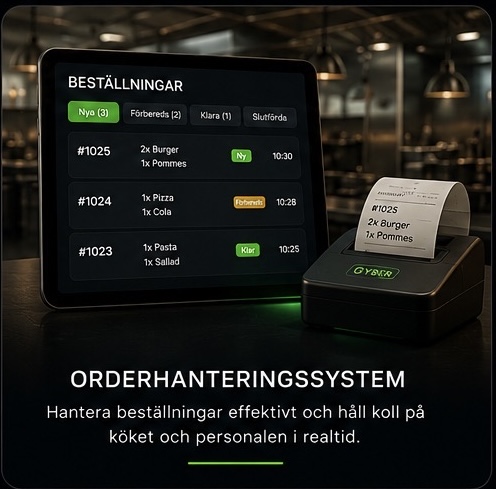 BESTÄLLNINGAR
Nya (3) Förbereds (2) Klara (1) Slutförda
#1025 2x Burger Ny 10:30
1x Pommes
#1024 1x Pizza Förbereds 10:28
1x Cola
#1023 1x Pasta Klar 10:25
1x Sallad
#1025
2x Burger
1x Pommes
GYBER
ORDERHANTERINGSSYSTEM
Hantera beställningar effektivt och håll koll på
köket och personalen i realtid.